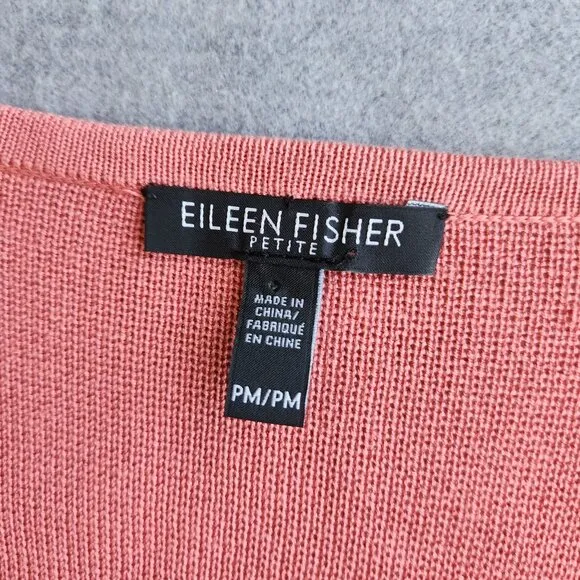 EILEEN FISHER
PETITE
MADE IN
CHINA/
FABRIQUÉ
EN CHINE
PM/PM